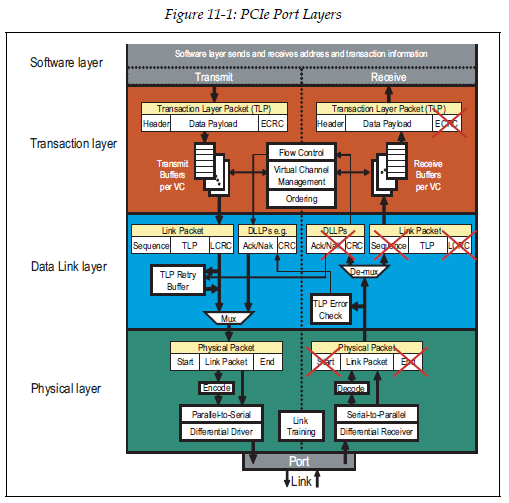 Figure 11-1: PCIe Port Layers
Software layer
Software layer sends and receives address and transaction information
Transmit
Receive
Transaction layer
Transaction Layer Packet (TLP)
Header Data Payload ECRC
Transaction Layer Packet (TLP)
Header Data Payload ECRC
Transmit
Buffers
per VC
Flow Control
Virtual Channel
Management
Ordering
Receive
Buffers
per VC
Data Link layer
Link Packet
Sequence TLP LCRC
DLLPs e.g.
Ack/Nak CRC
DLLPs
Ack/Nak CRC
Link Packet
Sequence TLP LCRC
TLP Retry
Buffer
De-mux
TLP Error
Check
Mux
Physical layer
Physical Packet
Start Link Packet End
Physical Packet
Start Link Packet End
Encode
Decode
Parallel-to-Serial
Differential Driver
Link
Training
Serial-to-Parallel
Differential Receiver
Port
Link